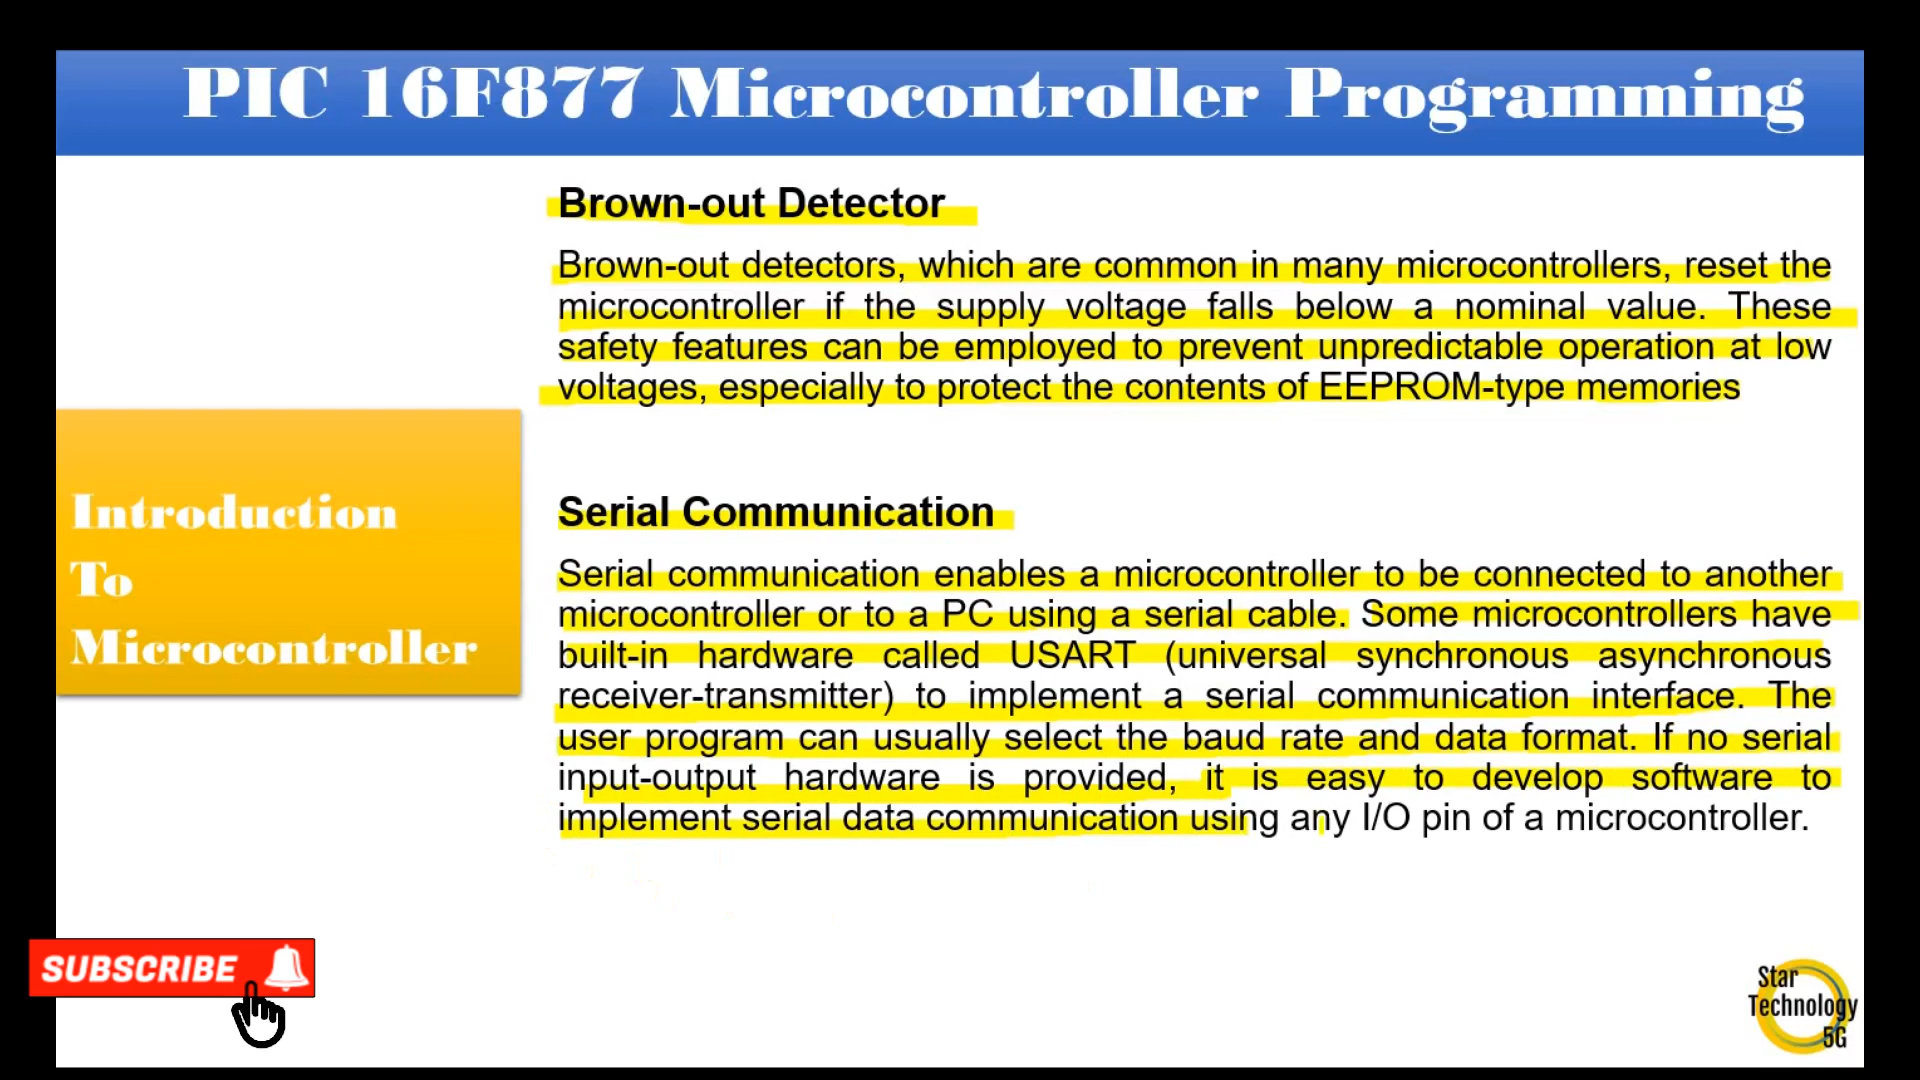 PIC 16F877 Microcontroller Programming
Brown-out Detector
Brown-out detectors, which are common in many microcontrollers, reset the
microcontroller if the supply voltage falls below a nominal value. These
safety features can be employed to prevent unpredictable operation at low
voltages, especially to protect the contents of EEPROM-type memories
Introduction
To
Microcontroller
Serial Communication
Serial communication enables a microcontroller to be connected to another
microcontroller or to a PC using a serial cable. Some microcontrollers have
built-in hardware called USART (universal synchronous asynchronous
receiver-transmitter) to implement a serial communication interface. The
user program can usually select the baud rate and data format. If no serial
input-output hardware is provided, it is easy to develop software to
implement serial data communication using any I/O pin of a microcontroller.
SUBSCRIBE
Star
Technology
5G